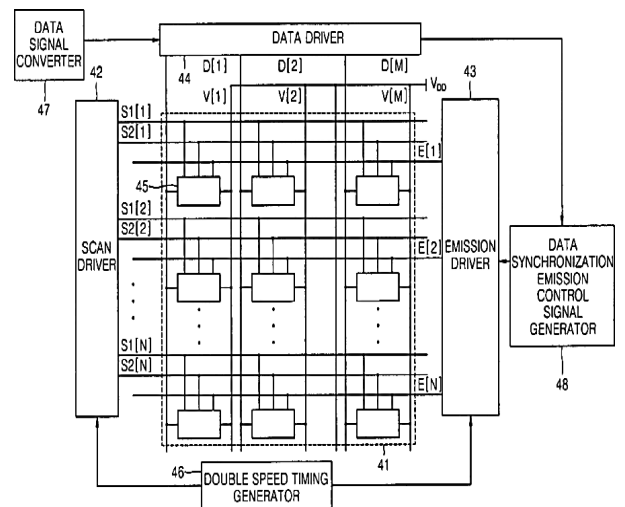 DATA
SIGNAL
CONVERTER
47
DATA DRIVER
44
D[1]
D[2]
D[M]
42
43
V[1]
V[2]
V[M]
VDD
S1[1]
S2[1]
E[1]
45
S1[2]
S2[2]
E[2]
SCAN
DRIVER
EMISSION
DRIVER
DATA
SYNCHRONIZATION
EMISSION
CONTROL
SIGNAL
GENERATOR
48
S1[N]
S2[N]
E[N]
46
41
DOUBLE SPEED TIMING
GENERATOR